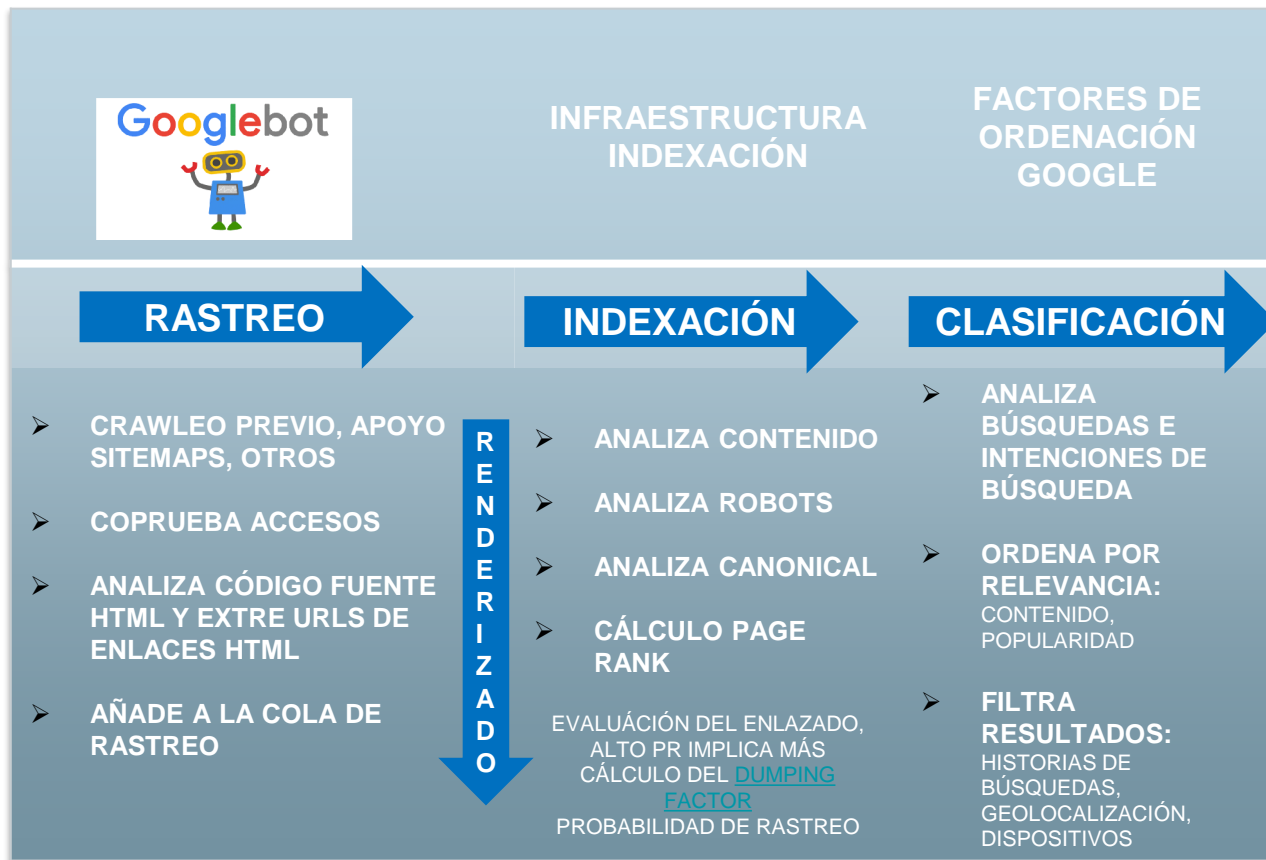 Googlebot
INFRAESTRUCTURA
INDEXACIÓN
FACTORES DE
ORDENACIÓN
GOOGLE
RASTREO
INDEXACIÓN
CLASIFICACIÓN
CRAWLEO PREVIO, APOYO
SITEMAPS, OTROS
COPRUEBA ACCESOS
ANALIZA CÓDIGO FUENTE
HTML Y EXTRE URLS DE
ENLACES HTML
AÑADE A LA COLA DE
RASTREO
R
E
N
D
E
R
I
Z
A
D
O
ANALIZA CONTENIDO
ANALIZA ROBOTS
ANALIZA CANONICAL
CÁLCULO PAGE
RANK
EVALUÁCIÓN DEL ENLAZADO,
ALTO PR IMPLICA MÁS
CÁLCULO DEL DUMPING
FACTOR
PROBABILIDAD DE RASTREO
ANALIZA
BÚSQUEDAS E
INTENCIONES DE
BÚSQUEDA
ORDENA POR
RELEVANCIA:
CONTENIDO,
POPULARIDAD
FILTRA
RESULTADOS:
HISTORIAS DE
BÚSQUEDAS,
GEOLOCALIZACIÓN,
DISPOSITIVOS